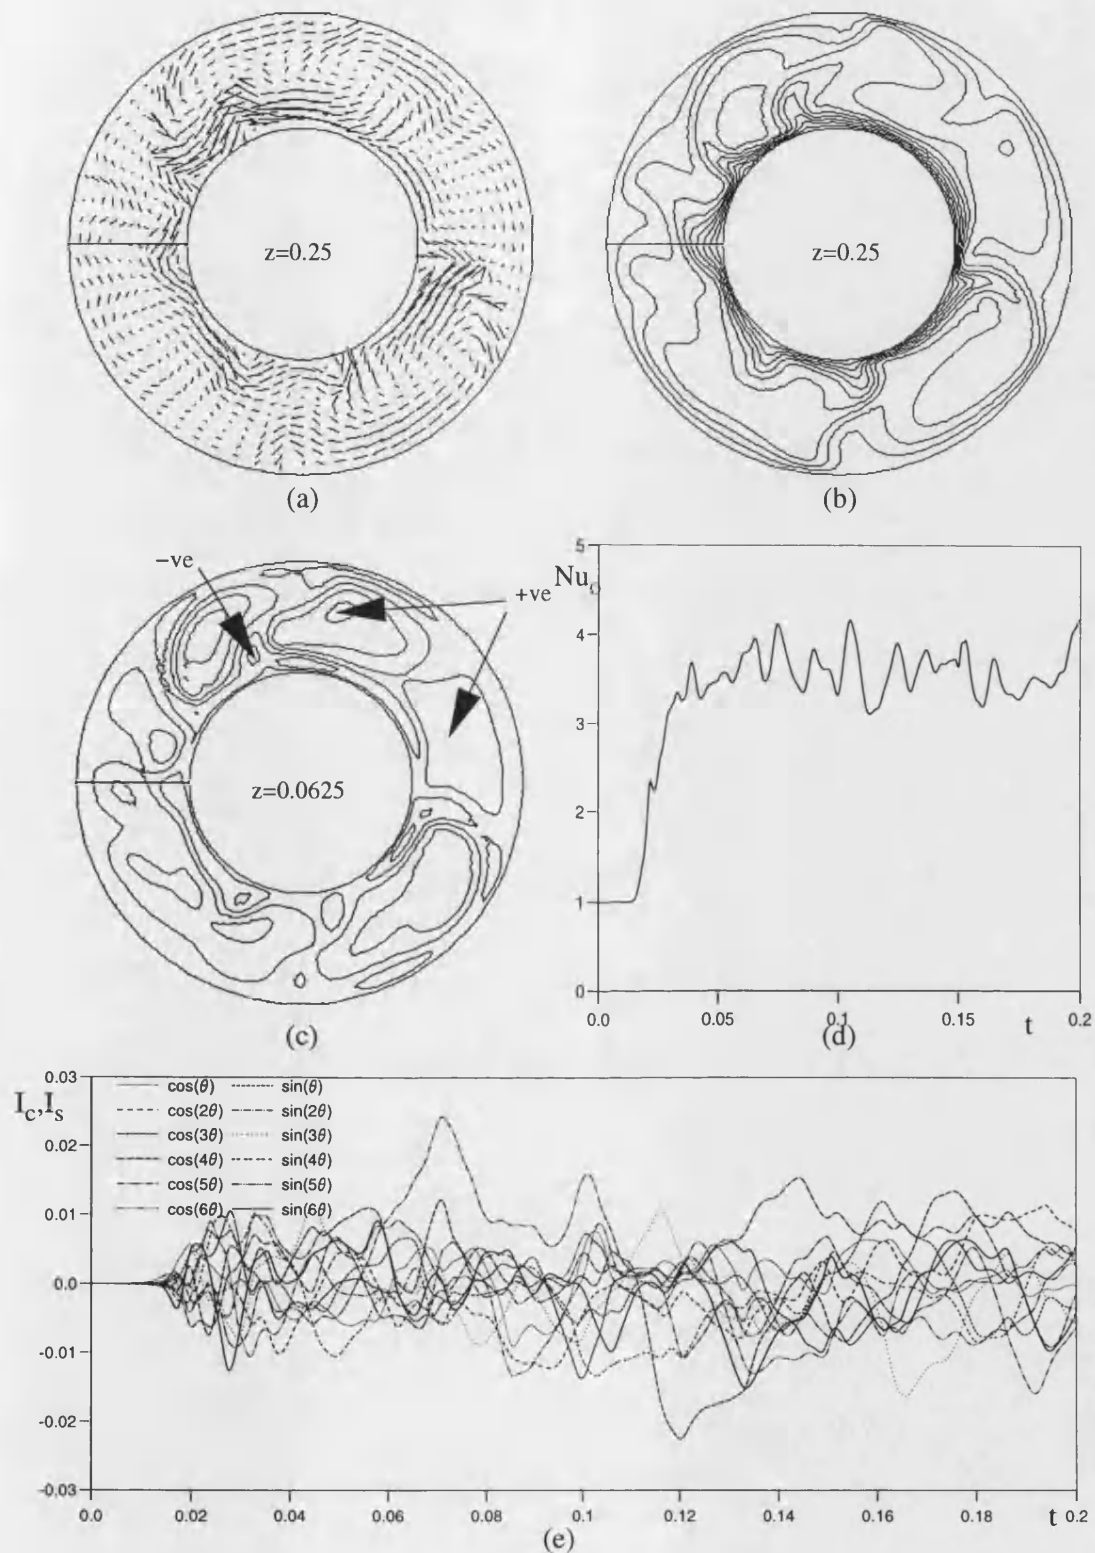 z=0.25
z=0.25
(a)
(b)
−ve
+ve
z=0.0625
(c)
5
Nu
4
3
2
1
0
0.0
0.05
0.1
0.15
t
0.2
(d)
0.03
I_c,I_s
0.02
0.01
0.0
-0.01
-0.02
-0.03
cos(θ) sin(θ)
cos(2θ) sin(2θ)
cos(3θ) sin(3θ)
cos(4θ) sin(4θ)
cos(5θ) sin(5θ)
cos(6θ) sin(6θ)
0.0
0.02
0.04
0.06
0.08
0.1
0.12
0.14
0.16
0.18
t
0.2
(e)